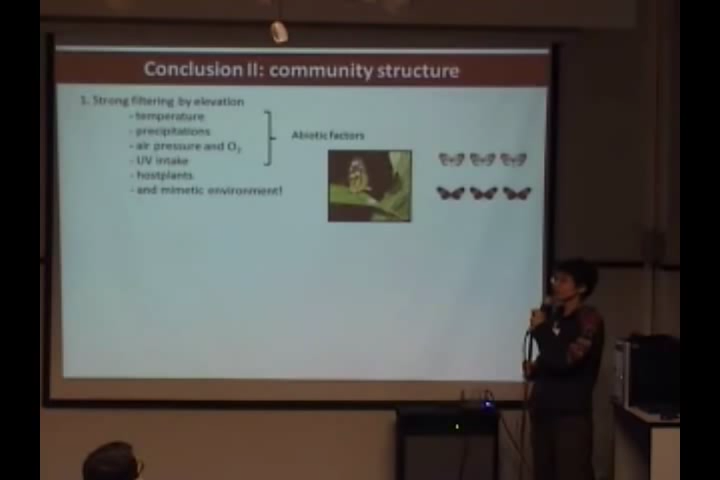 Conclusion II: community structure
1. Strong filtering by elevation
- temperature
- precipitations
- air pressure and O₂
- UV intake
- hostplants
- and mimetic environment!
Abiotic factors